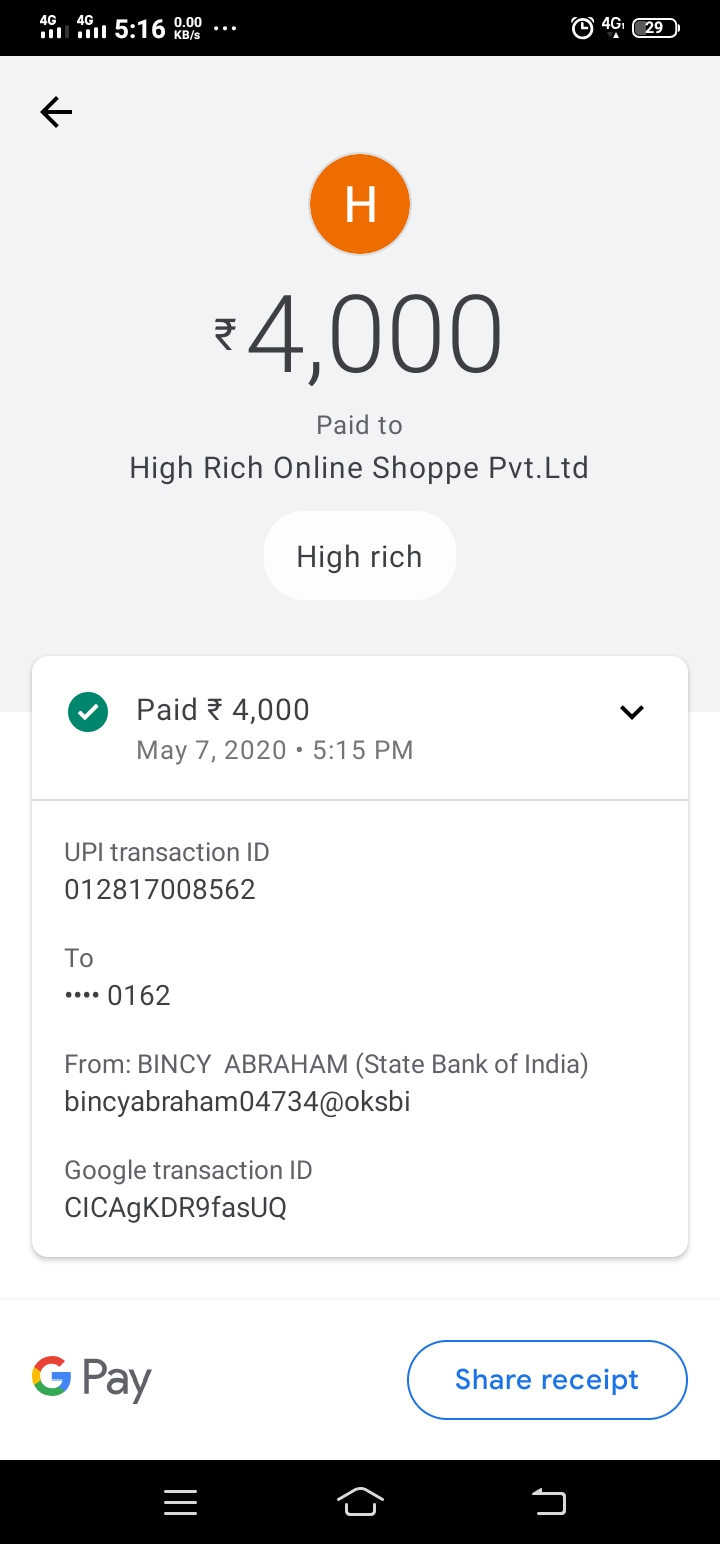 4G 4G 5:16 0.00 KB/s ... 4G 29
H
₹4,000
Paid to
High Rich Online Shoppe Pvt.Ltd
High rich
Paid ₹ 4,000
May 7, 2020 • 5:15 PM
UPI transaction ID
012817008562
To
•••• 0162
From: BINCY  ABRAHAM (State Bank of India)
bincyabraham04734@oksbi
Google transaction ID
CICAgKDR9fasUQ
G Pay
Share receipt